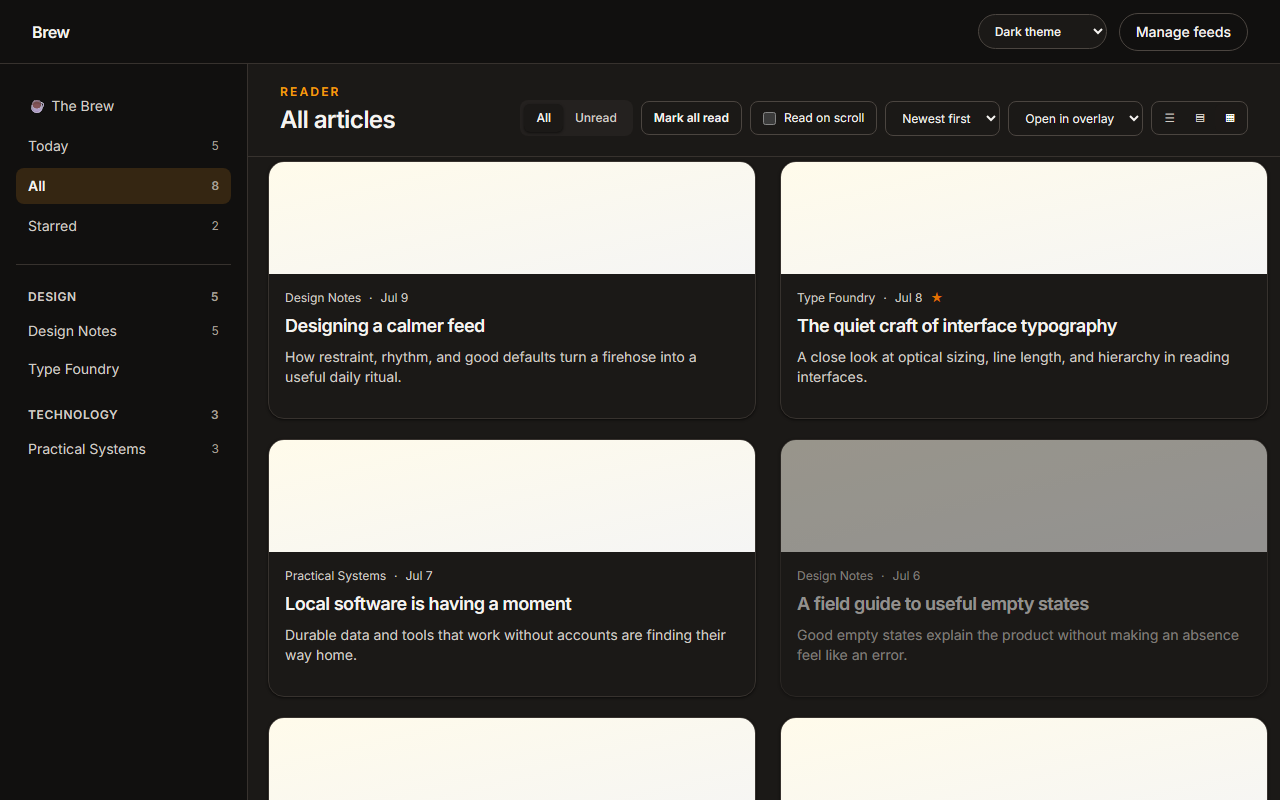 Brew
Dark theme
Manage feeds
The Brew
Today 5
All 8
Starred 2
DESIGN 5
Design Notes 5
Type Foundry
TECHNOLOGY 3
Practical Systems 3
READER
All articles
All Unread Mark all read Read on scroll Newest first Open in overlay
Design Notes · Jul 9
Designing a calmer feed
How restraint, rhythm, and good defaults turn a firehose into a
useful daily ritual.
Type Foundry · Jul 8 ★
The quiet craft of interface typography
A close look at optical sizing, line length, and hierarchy in reading
interfaces.
Practical Systems · Jul 7
Local software is having a moment
Durable data and tools that work without accounts are finding their
way home.
Design Notes · Jul 6
A field guide to useful empty states
Good empty states explain the product without making an absence
feel like an error.